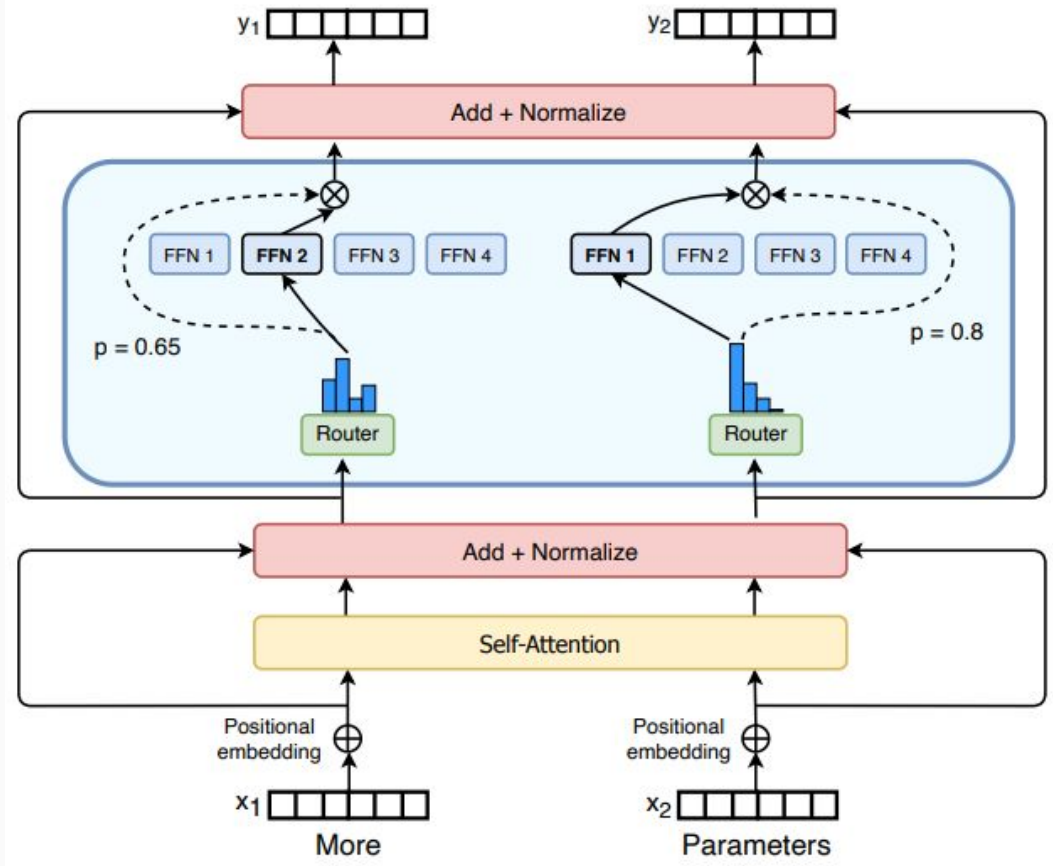 y1 y2
Add + Normalize
FFN 1 FFN 2 FFN 3 FFN 4 FFN 1 FFN 2 FFN 3 FFN 4
p = 0.65 p = 0.8
Router Router
Add + Normalize
Self-Attention
Positional Positional
embedding embedding
x1 x2
More Parameters